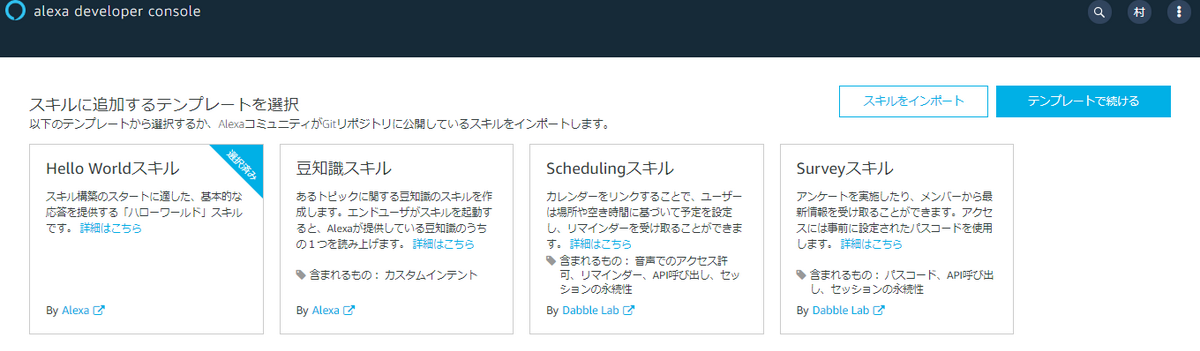 alexa developer console
村
スキルに追加するテンプレートを選択
以下のテンプレートから選択するか、AlexaコミュニティがGitリポジトリに公開しているスキルをインポートします。
スキルをインポート
テンプレートで続ける
Hello Worldスキル
選択済み
スキル構築のスタートに適した、基本的な
応答を提供する「ハローワールド」スキル
です。 詳細はこちら
By Alexa
豆知識スキル
あるトピックに関する豆知識のスキルを作
成します。エンドユーザがスキルを起動す
ると、Alexaが提供している豆知識のうち
の１つを読み上げます。 詳細はこちら
含まれるもの： カスタムインテント
By Alexa
Schedulingスキル
カレンダーをリンクすることで、ユーザー
は場所や空き時間に基づいて予定を設定
し、リマインダーを受け取ることができま
す。 詳細はこちら
含まれるもの： 音声でのアクセス許
可、リマインダー、API呼び出し、セッ
ションの永続性
By Dabble Lab
Surveyスキル
アンケートを実施したり、メンバーから最
新情報を受け取ることができます。アクセ
スには事前に設定されたパスコードを使用
します。 詳細はこちら
含まれるもの： パスコード、API呼び出
し、セッションの永続性
By Dabble Lab